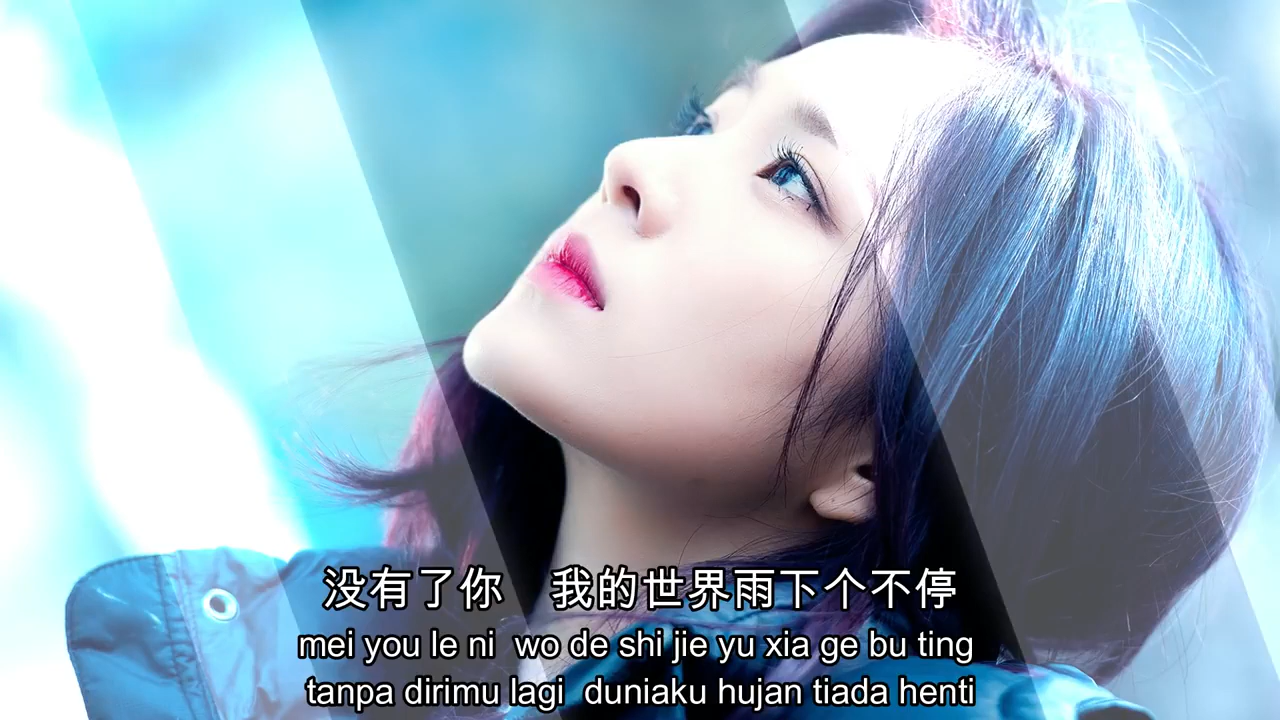 没有了你　我的世界雨下个不停
mei you le ni  wo de shi jie yu xia ge bu ting
tanpa dirimu lagi  duniaku hujan tiada henti